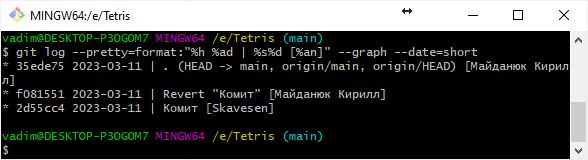 MINGW64:/e/Tetris
vadim@DESKTOP-P3OGOM7 MINGW64 /e/Tetris (main)
$ git log --pretty=format:"%h %ad | %s%d [%an]" --graph --date=short
* 35ede75 2023-03-11 | . (HEAD -> main, origin/main, origin/HEAD) [Майданюк Кирил
л]
* f081551 2023-03-11 | Revert "Комит" [Майданюк Кирилл]
* 2d55cc4 2023-03-11 | Комит [Skavesen]
vadim@DESKTOP-P3OGOM7 MINGW64 /e/Tetris (main)
$